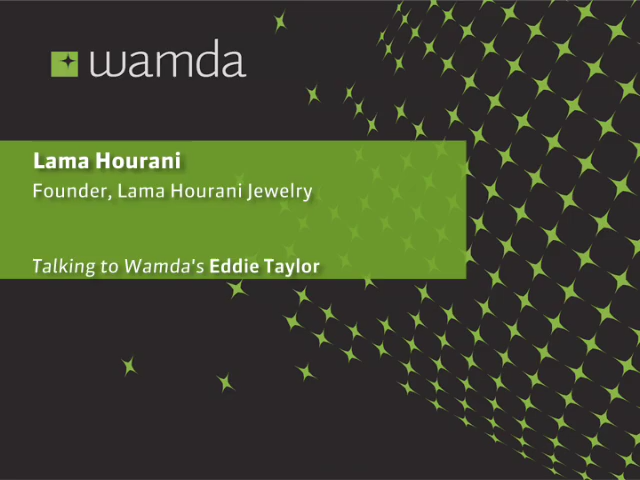 wamda
Lama Hourani
Founder, Lama Hourani Jewelry
Talking to Wamda's Eddie Taylor